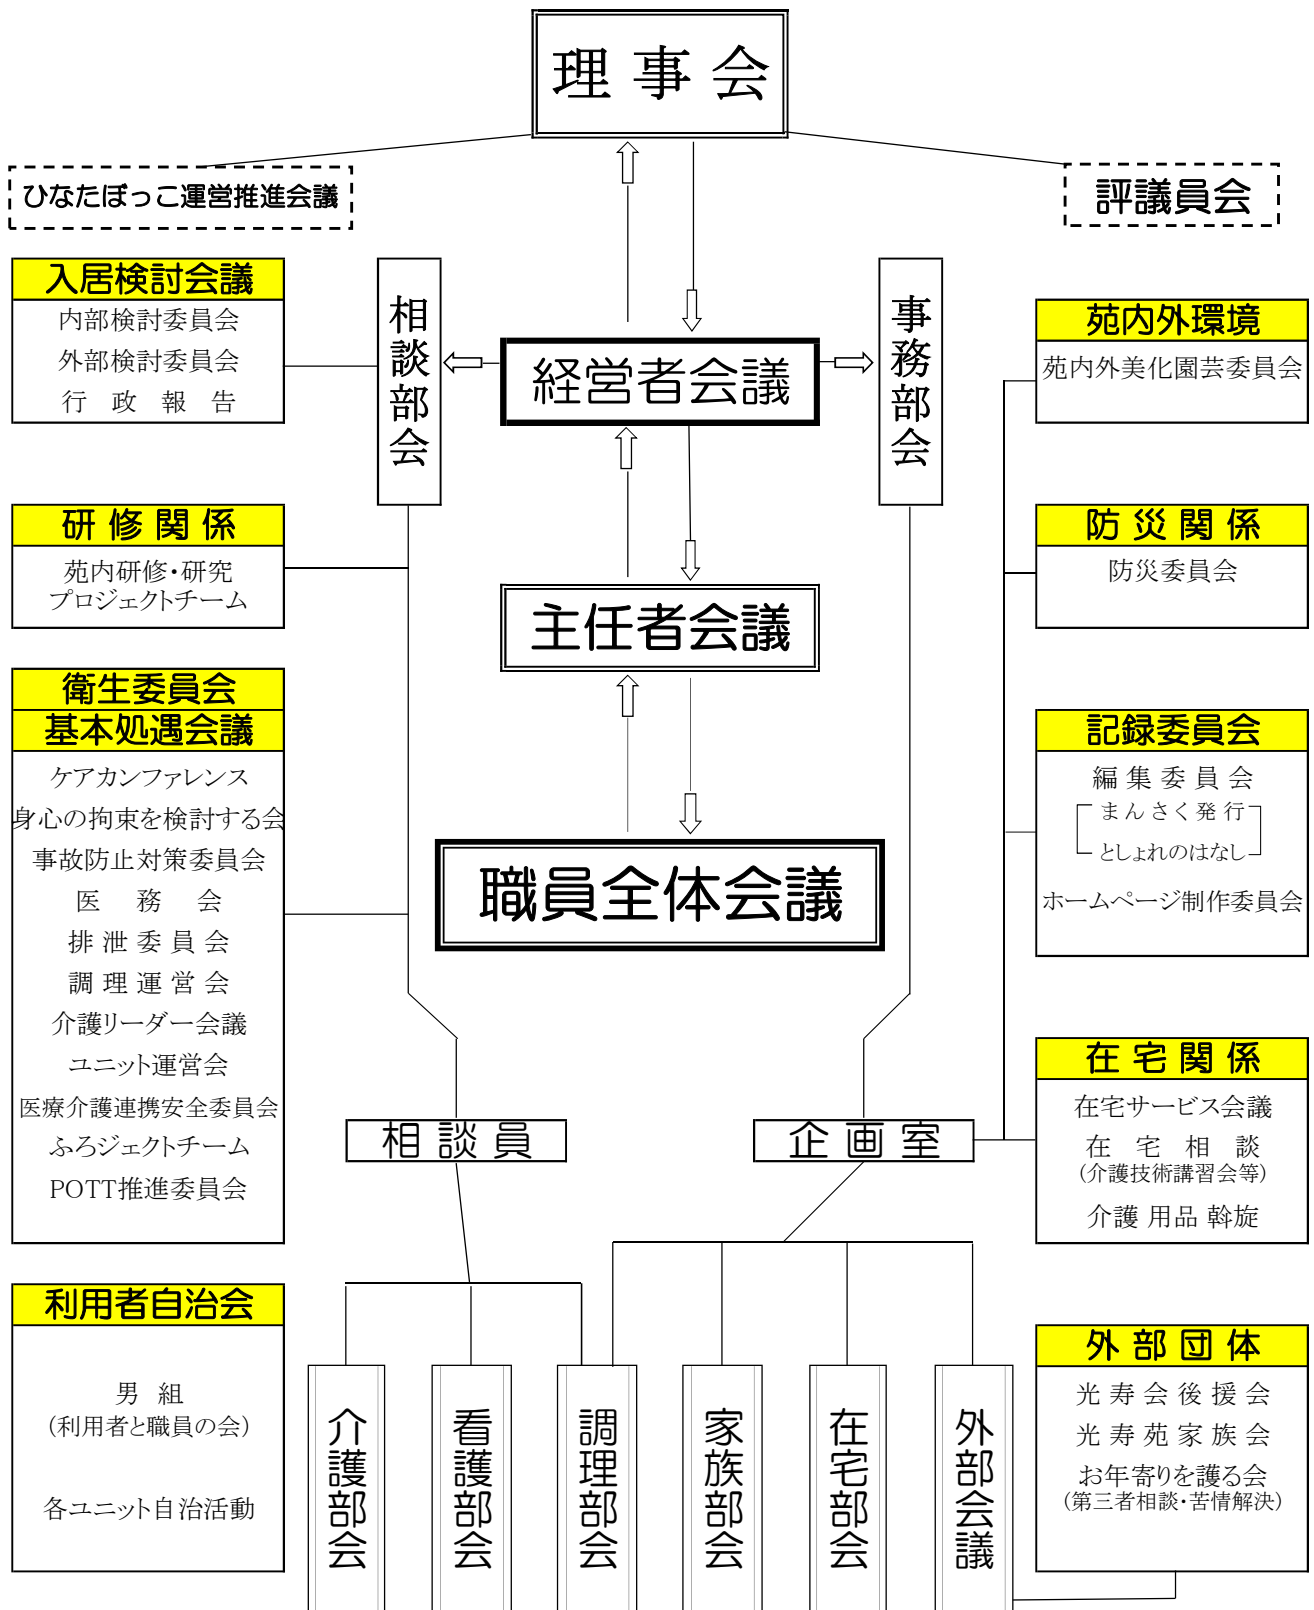 理事会
ひなたぼっこ運営推進会議
評議員会
入居検討会議
内部検討委員会
外部検討委員会
行政報告
相談部会
経営者会議
事務部会
苑内外環境
苑内外美化園芸委員会
研修関係
苑内研修・研究
プロジェクトチーム
主任者会議
防災関係
防災委員会
衛生委員会
基本処遇会議
ケアカンファレンス
身心の拘束を検討する会
事故防止対策委員会
医務会
排泄委員会
調理運営会
介護リーダー会議
ユニット運営会
医療介護連携安全委員会
ふろジェクトチーム
POTT推進委員会
職員全体会議
記録委員会
編集委員会
まんさく発行
としょれのはなし
ホームページ制作委員会
相談員
企画室
在宅関係
在宅サービス会議
在宅相談
(介護技術講習会等)
介護用品斡旋
利用者自治会
男組
(利用者と職員の会)
各ユニット自治活動
介護部会
看護部会
調理部会
家族部会
在宅部会
外部会議
外部団体
光寿会後援会
光寿苑家族会
お年寄りを護る会
(第三者相談・苦情解決)